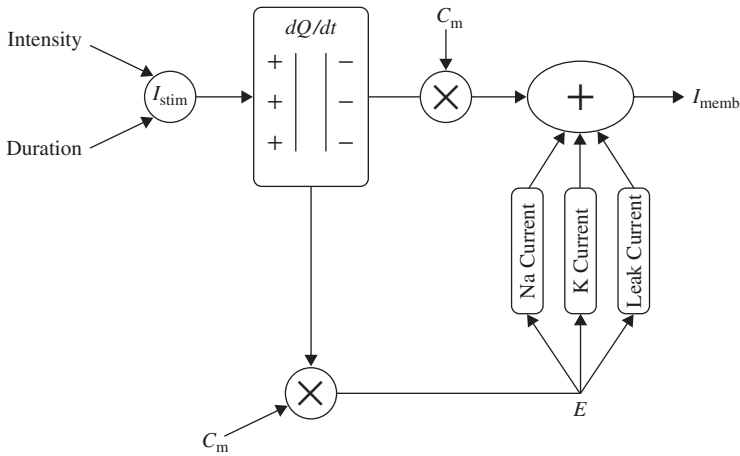 Intensity
Duration
I_stim
dQ/dt
+ −
+ −
+ −
C_m
×
+
I_memb
Na Current
K Current
Leak Current
×
C_m
E